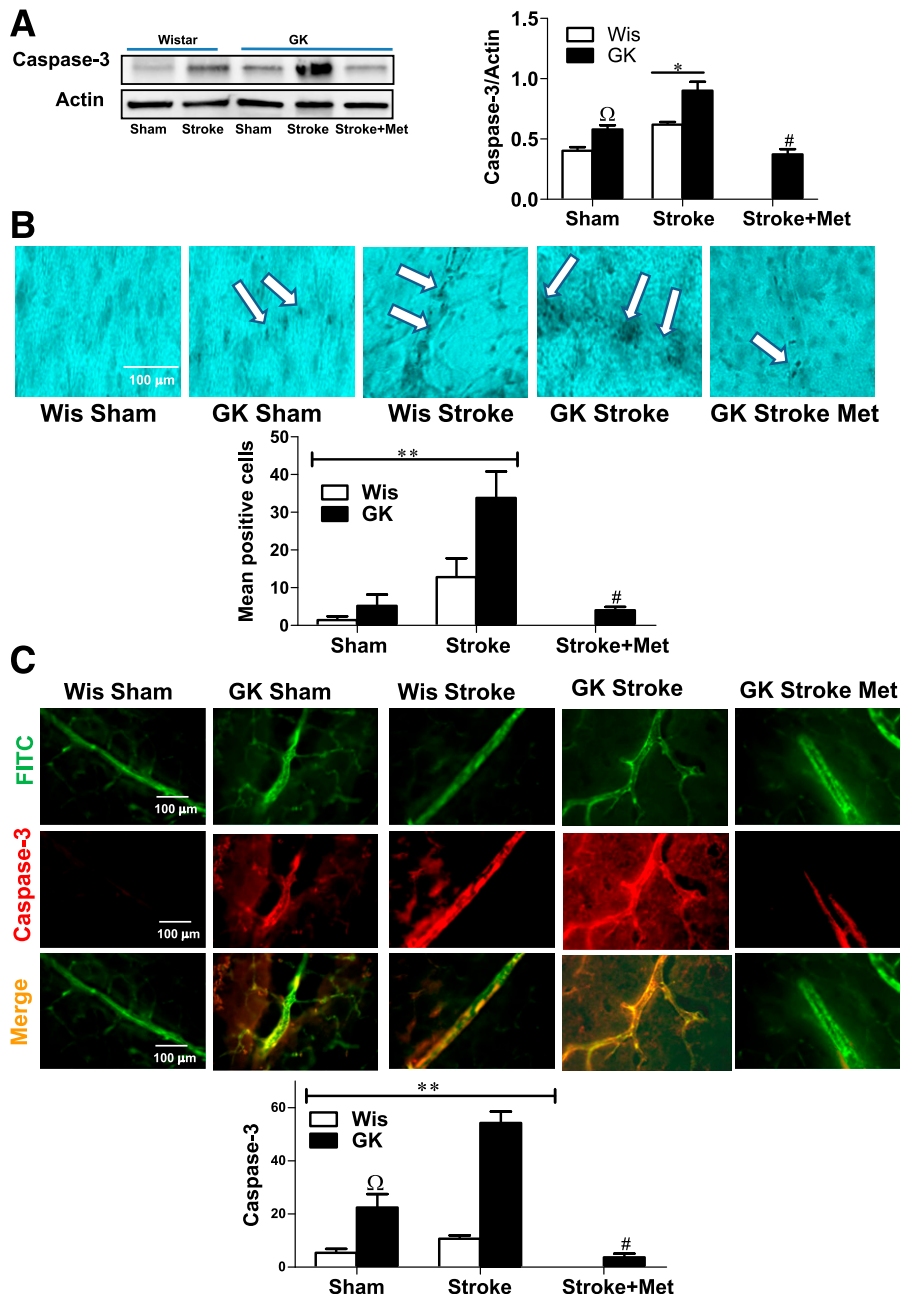 A
Wistar GK
Caspase-3
Actin
Sham Stroke Sham Stroke Stroke+Met
Caspase-3/Actin
1.5
1.0
0.5
0.0
Wis
GK
Ω
*
#
Sham Stroke Stroke+Met
B
100 μm
Wis Sham GK Sham Wis Stroke GK Stroke GK Stroke Met
Mean positive cells
50
40
30
20
10
0
**
Wis
GK
#
Sham Stroke Stroke+Met
C
Wis Sham GK Sham Wis Stroke GK Stroke GK Stroke Met
FITC
100 μm
Caspase-3
100 μm
Merge
100 μm
Caspase-3
60
40
20
0
**
Wis
GK
Ω
#
Sham Stroke Stroke+Met